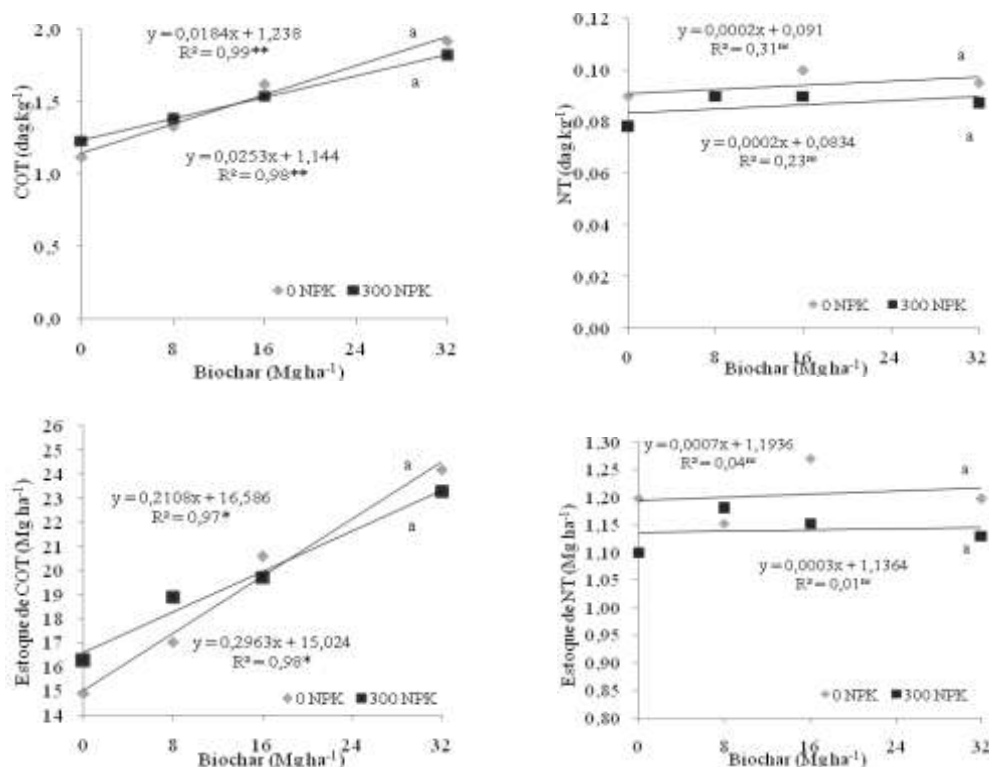 2,0
1,5
1,0
0,5
0,0
COT (dag kg-1)
y = 0,0184x + 1,238
R² = 0,99**
a
a
y = 0,0253x + 1,144
R² = 0,98**
0 NPK 300 NPK
0 8 16 24 32
Biochar (Mg ha-1)
0,12
0,10
0,08
0,06
0,04
0,02
0,00
NT (dag kg-1)
y = 0,0002x + 0,091
R² = 0,31ns
a
a
y = 0,0002x + 0,0834
R² = 0,23ns
0 NPK 300 NPK
0 8 16 24 32
Biochar (Mg ha-1)
26
25
24
23
22
21
20
19
18
17
16
15
14
Estoque de COT (Mg ha-1)
y = 0,2108x + 16,586
R² = 0,97*
a
a
y = 0,2963x + 15,024
R² = 0,98*
0 NPK 300 NPK
0 8 16 24 32
Biochar (Mg ha-1)
1,30
1,25
1,20
1,15
1,10
1,05
1,00
0,95
0,90
0,85
0,80
Estoque de NT (Mg ha-1)
y = 0,0007x + 1,1936
R² = 0,04ns
a
a
y = 0,0003x + 1,1364
R² = 0,01ns
0 NPK 300 NPK
0 8 16 24 32
Biochar (Mg ha-1)